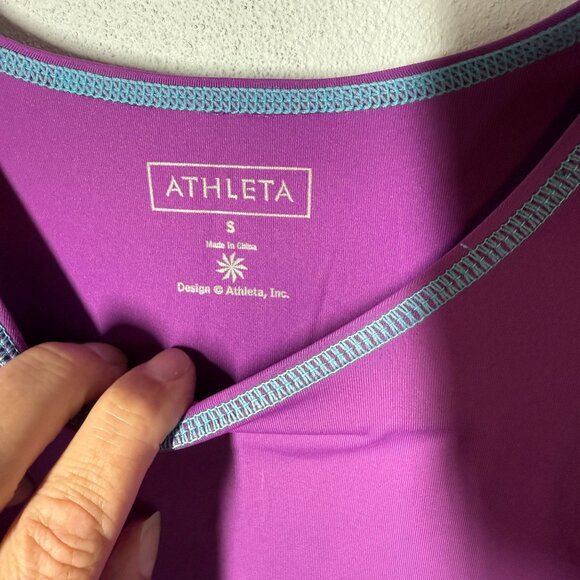 ATHLETA
S
Made In China
Design © Athleta, Inc.